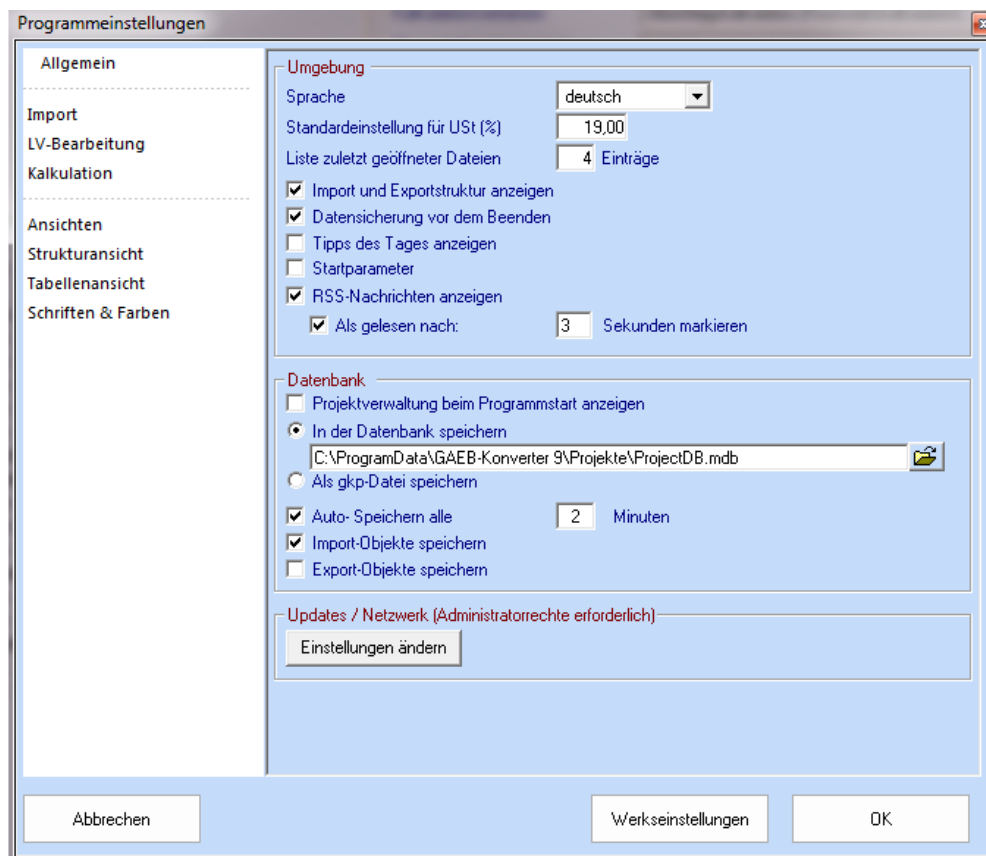 Programmeinstellungen
Allgemein
Import
LV-Bearbeitung
Kalkulation
Ansichten
Strukturansicht
Tabellenansicht
Schriften & Farben
Umgebung
Sprache deutsch
Standardeinstellung für USt (%) 19,00
Liste zuletzt geöffneter Dateien 4 Einträge
Import und Exportstruktur anzeigen
Datensicherung vor dem Beenden
Tipps des Tages anzeigen
Startparameter
RSS-Nachrichten anzeigen
Als gelesen nach: 3 Sekunden markieren
Datenbank
Projektverwaltung beim Programmstart anzeigen
In der Datenbank speichern
C:\ProgramData\GAEB-Konverter 9\Projekte\ProjectDB.mdb
Als gkp-Datei speichern
Auto- Speichern alle 2 Minuten
Import-Objekte speichern
Export-Objekte speichern
Updates / Netzwerk (Administratorrechte erforderlich)
Einstellungen ändern
Abbrechen Werkseinstellungen OK